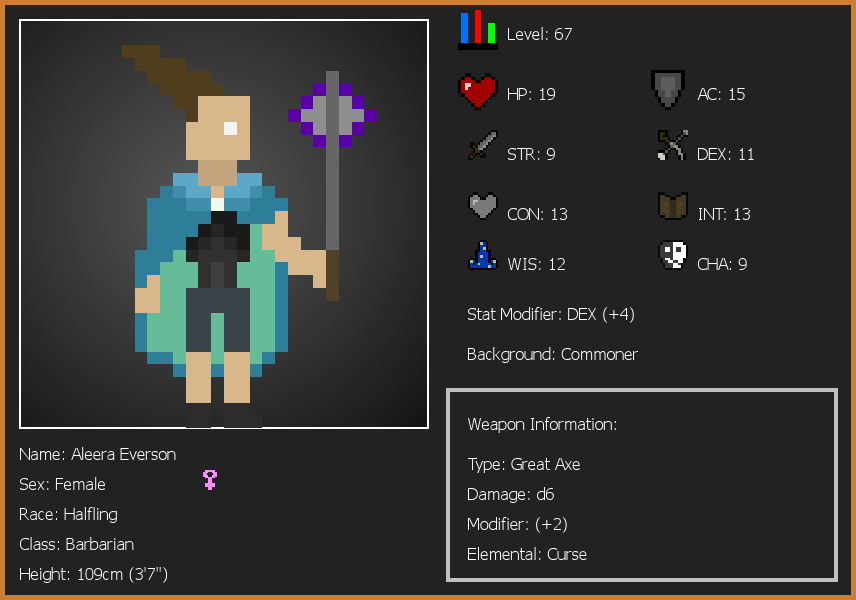 Level: 67
HP: 19
AC: 15
STR: 9
DEX: 11
CON: 13
INT: 13
WIS: 12
CHA: 9
Stat Modifier: DEX (+4)
Background: Commoner
Name: Aleera Everson
Sex: Female
Race: Halfling
Class: Barbarian
Height: 109cm (3'7")
Weapon Information:
Type: Great Axe
Damage: d6
Modifier: (+2)
Elemental: Curse